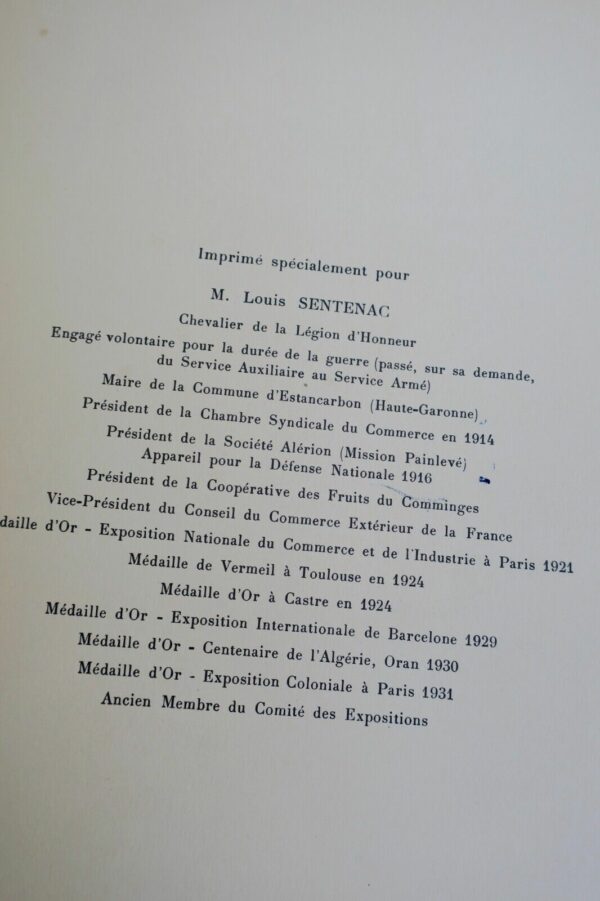 Imprimé spécialement pour
M. Louis SENTENAC
Chevalier de la Légion d'Honneur
Engagé volontaire pour la durée de la guerre (passé, sur sa demande,
du Service Auxiliaire au Service Armé)
Maire de la Commune d'Estancarbon (Haute-Garonne)
Président de la Chambre Syndicale du Commerce en 1914
Président de la Société Alérion (Mission Painlevé)
Appareil pour la Défense Nationale 1916
Président de la Coopérative des Fruits du Comminges
Vice-Président du Conseil du Commerce Extérieur de la France
daille d'Or - Exposition Nationale du Commerce et de l'Industrie à Paris 1921
Médaille de Vermeil à Toulouse en 1924
Médaille d'Or à Castre en 1924
Médaille d'Or - Exposition Internationale de Barcelone 1929
Médaille d'Or - Centenaire de l'Algérie, Oran 1930
Médaille d'Or - Exposition Coloniale à Paris 1931
Ancien Membre du Comité des Expositions